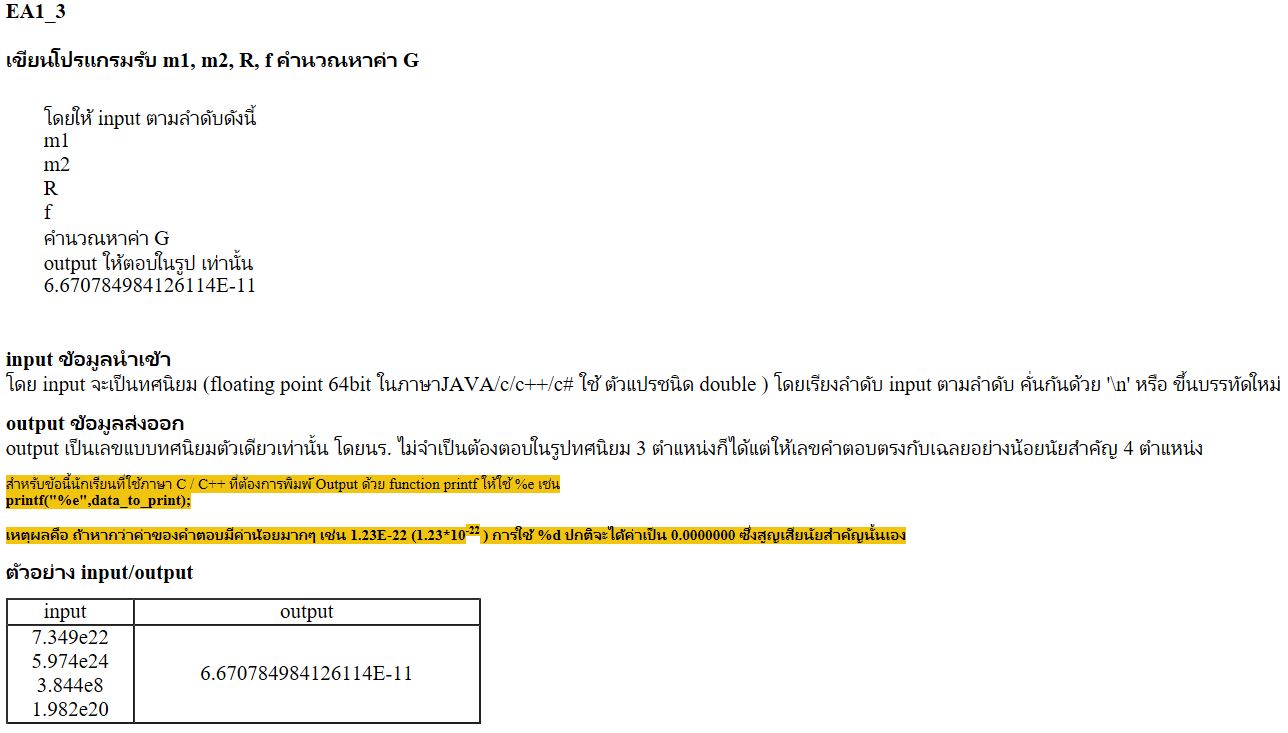 EA1_3
เขียนโปรแกรมรับ m1, m2, R, f คำนวณหาค่า G
โดยให้ input ตามลำดับดังนี้
m1
m2
R
f
คำนวณหาค่า G
output ให้ตอบในรูป เท่านั้น
6.670784984126114E-11
input ข้อมูลนำเข้า
โดย input จะเป็นทศนิยม (floating point 64bit ในภาษาJAVA/c/c++/c# ใช้ ตัวแปรชนิด double ) โดยเรียงลำดับ input ตามลำดับ คั่นกันด้วย '\n' หรือ ขึ้นบรรทัดใหม่
output ข้อมูลส่งออก
output เป็นเลขแบบทศนิยมตัวเดียวเท่านั้น โดยนร. ไม่จำเป็นต้องตอบในรูปทศนิยม 3 ตำแหน่งก็ได้แต่ให้เลขคำตอบตรงกับเฉลยอย่างน้อยนัยสำคัญ 4 ตำแหน่ง
สำหรับข้อนี้นักเรียนที่ใช้ภาษา C / C++ ที่ต้องการพิมพ์ Output ด้วย function printf ให้ใช้ %e เช่น
printf("%e",data_to_print);
เหตุผลคือ ถ้าหากว่าค่าของคำตอบมีค่าน้อยมากๆ เช่น 1.23E-22 (1.23*10-22 ) การใช้ %d ปกติจะได้ค่าเป็น 0.0000000 ซึ่งสูญเสียนัยสำคัญนั้นเอง
ตัวอย่าง input/output
input output
7.349e22
5.974e24
3.844e8
1.982e20
6.670784984126114E-11